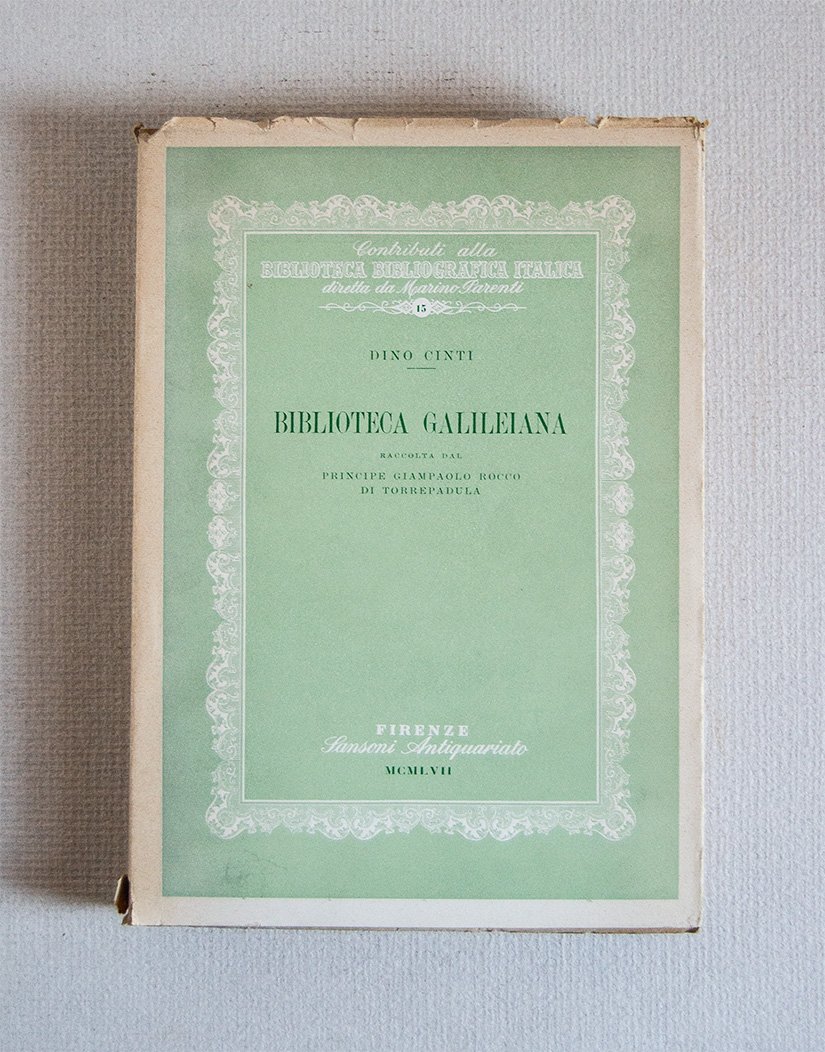 Contributi alla
BIBLIOTECA BIBLIOGRAFICA ITALICA
diretta da Marino Parenti
15
DINO CINTI
BIBLIOTECA GALILEIANA
RACCOLTA DAL
PRINCIPE GIAMPAOLO ROCCO
DI TORREPADULA
FIRENZE
Sansoni Antiquariato
MCMLVII